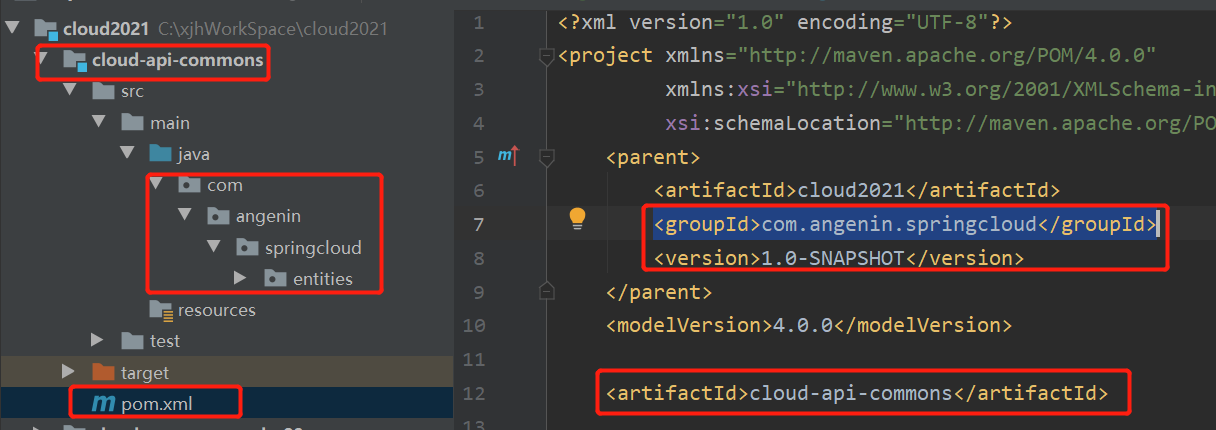 cloud2021 C:\xjhWorkSpace\cloud2021
cloud-api-commons
src
main
java
com
angenin
springcloud
entities
resources
test
target
pom.xml
1 <?xml version="1.0" encoding="UTF-8"?>
2 <project xmlns="http://maven.apache.org/POM/4.0.0"
3 xmlns:xsi="http://www.w3.org/2001/XMLSchema-in
4 xsi:schemaLocation="http://maven.apache.org/PO
5 <parent>
6 <artifactId>cloud2021</artifactId>
7 <groupId>com.angenin.springcloud</groupId>
8 <version>1.0-SNAPSHOT</version>
9 </parent>
10 <modelVersion>4.0.0</modelVersion>
11
12 <artifactId>cloud-api-commons</artifactId>
13